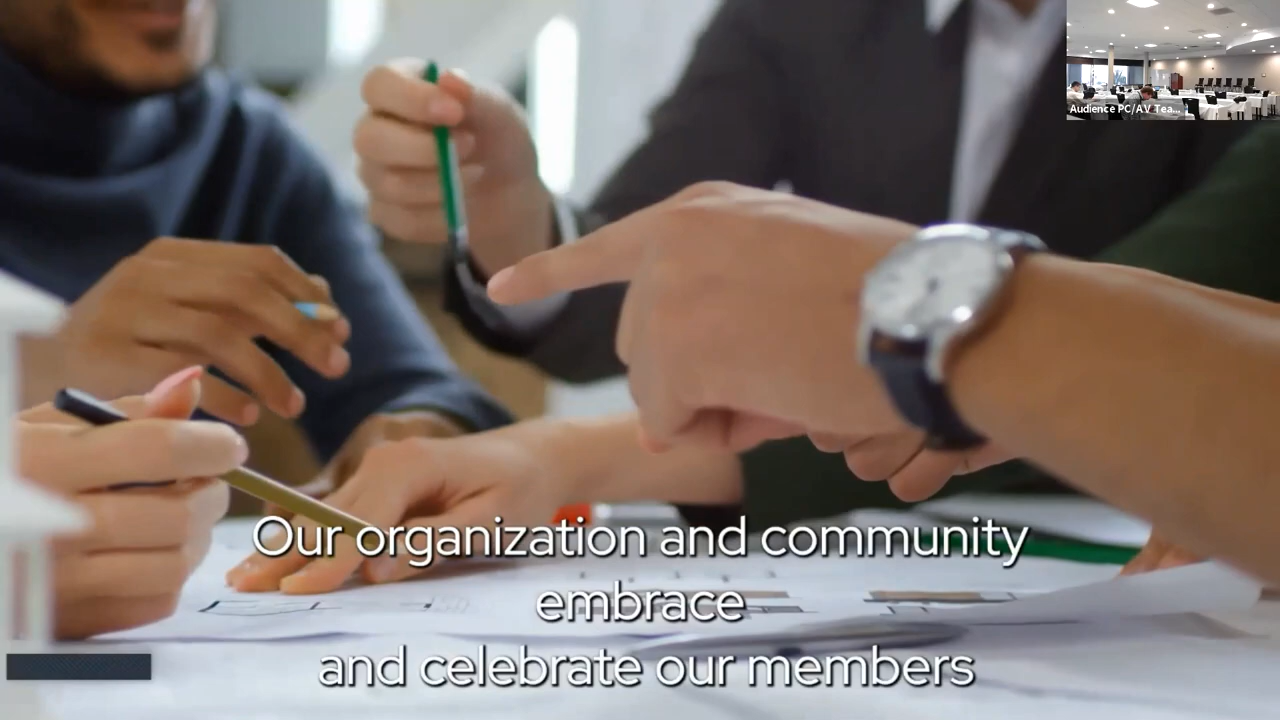 Audience PC/AV Tea...
Our organization and community
embrace
and celebrate our members